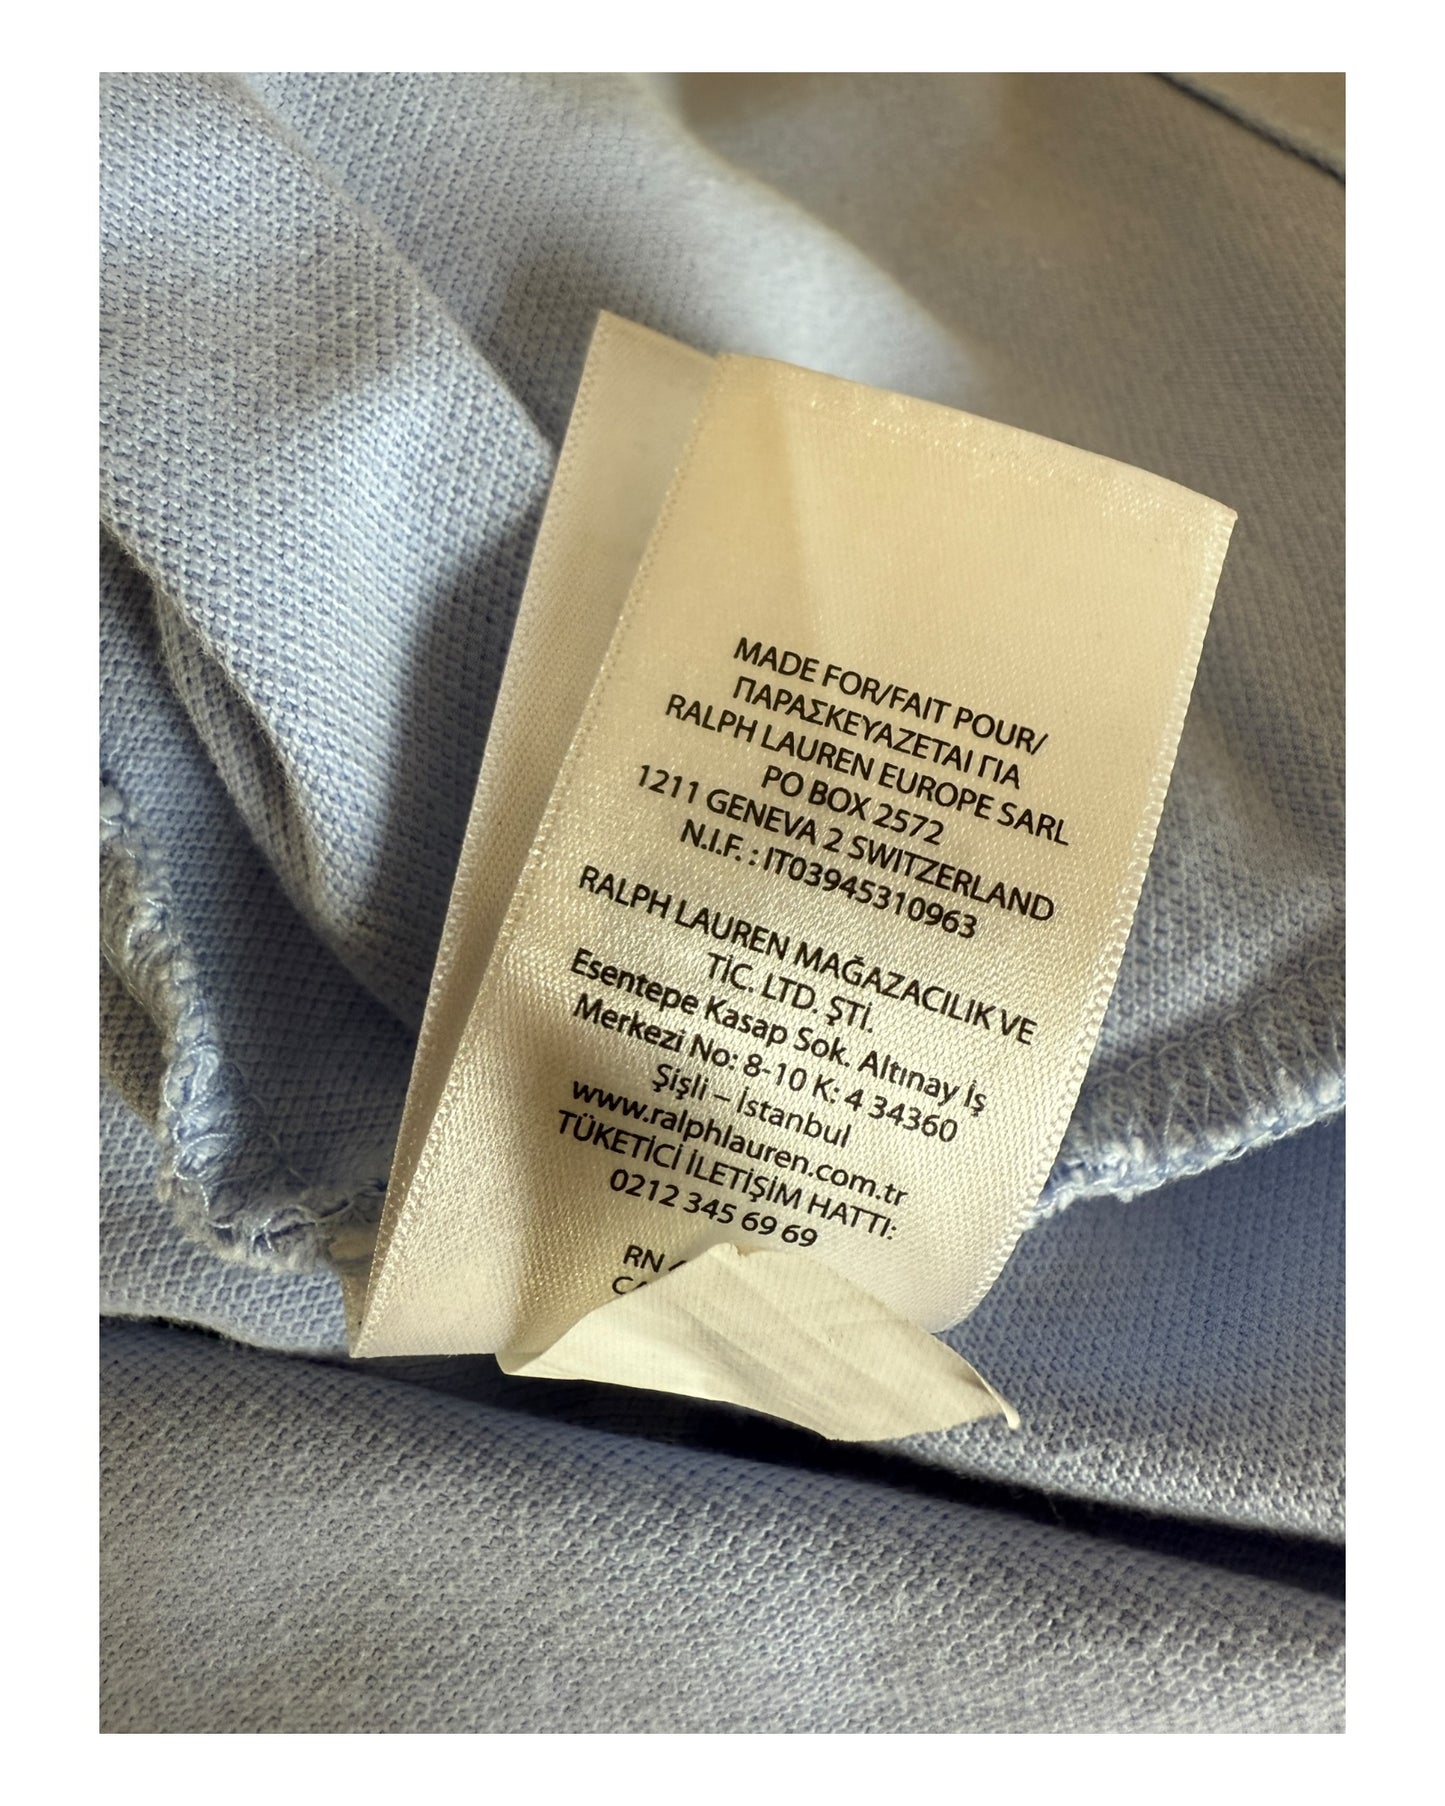 MADE FOR/FAIT POUR/
ΠΑΡΑΣΚΕΥΑΖΕΤΑΙ ΓΙΑ
RALPH LAUREN EUROPE SARL
PO BOX 2572
1211 GENEVA 2 SWITZERLAND
N.I.F. : IT03945310963
RALPH LAUREN MAĞAZACILIK VE
TİC. LTD. ŞTİ.
Esentepe Kasap Sok. Altınay İş
Merkezi No: 8-10 K: 4 34360
Şişli – İstanbul
www.ralphlauren.com.tr
TÜKETİCİ İLETİŞİM HATTI:
0212 345 69 69
RN